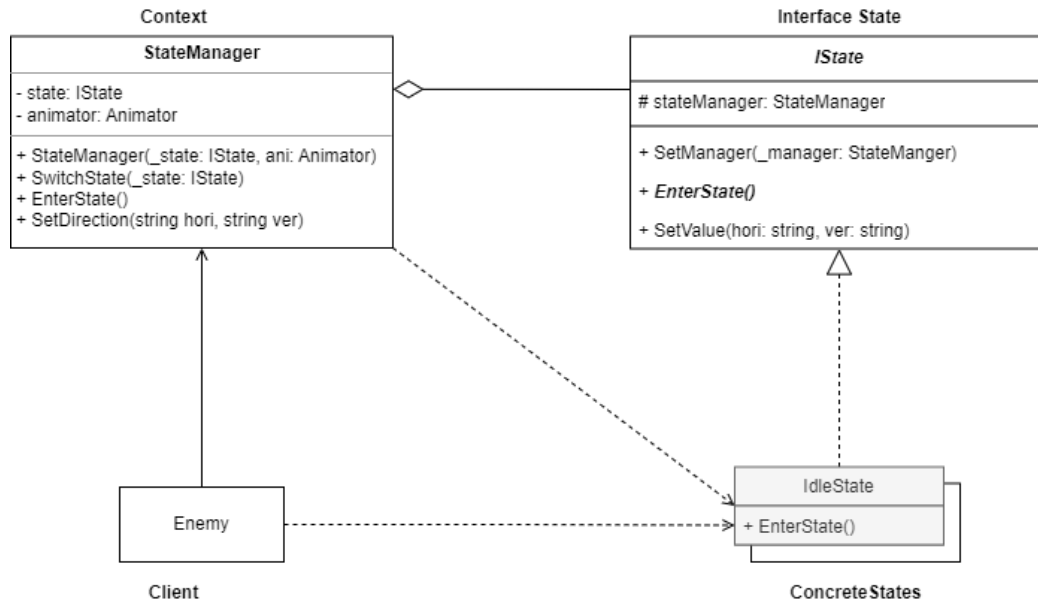 Context
StateManager
- state: IState
- animator: Animator
+ StateManager(_state: IState, ani: Animator)
+ SwitchState(_state: IState)
+ EnterState()
+ SetDirection(string hori, string ver)
Interface State
IState
# stateManager: StateManager
+ SetManager(_manager: StateManger)
+ EnterState()
+ SetValue(hori: string, ver: string)
Enemy
Client
IdleState
+ EnterState()
ConcreteStates